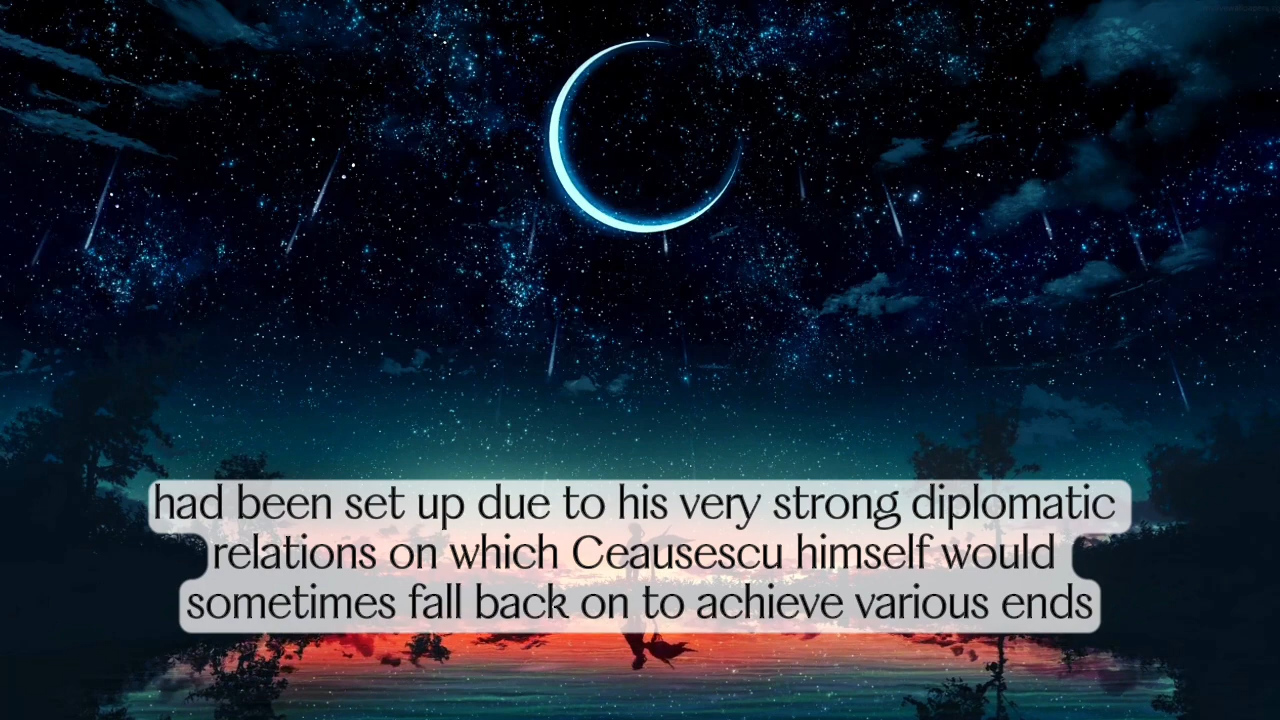 had been set up due to his very strong diplomatic
relations on which Ceausescu himself would
sometimes fall back on to achieve various ends